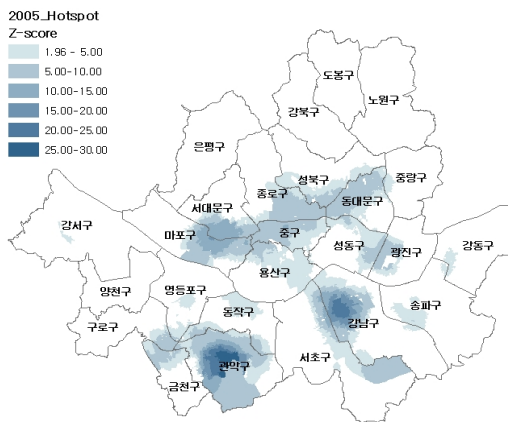 2005_Hotspot
Z-score
1.96 - 5.00
5.00-10.00
10.00-15.00
15.00-20.00
20.00-25.00
25.00-30.00
도봉구
노원구
강북구
은평구
성북구
중랑구
종로구
동대문구
서대문구
강서구
마포구
중구
성동구
광진구
강동구
용산구
양천구
영등포구
동작구
송파구
강남구
구로구
서초구
관악구
금천구